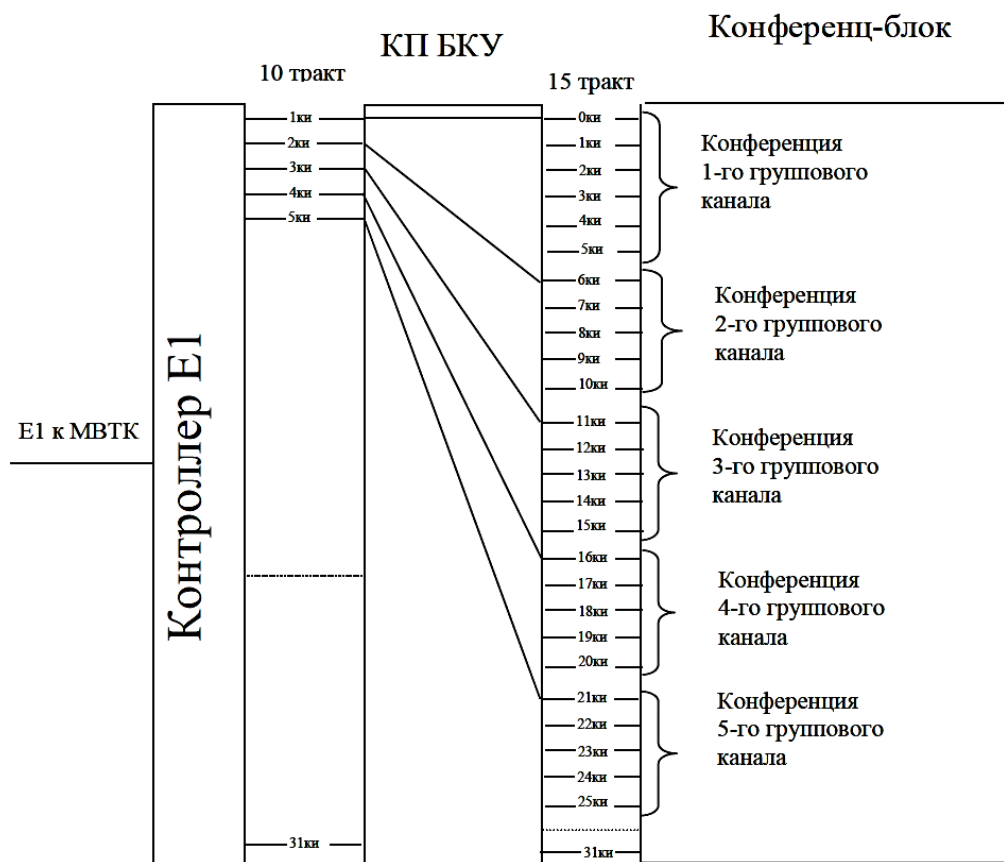 КП БКУ
Конференц-блок
10 тракт
15 тракт
Контроллер Е1
Е1 к МВТК
1ки
2ки
3ки
4ки
5ки
31ки
0ки
1ки
2ки
3ки
4ки
5ки
6ки
7ки
8ки
9ки
10ки
11ки
12ки
13ки
14ки
15ки
16ки
17ки
18ки
19ки
20ки
21ки
22ки
23ки
24ки
25ки
31ки
Конференция
1-го группового
канала
Конференция
2-го группового
канала
Конференция
3-го группового
канала
Конференция
4-го группового
канала
Конференция
5-го группового
канала